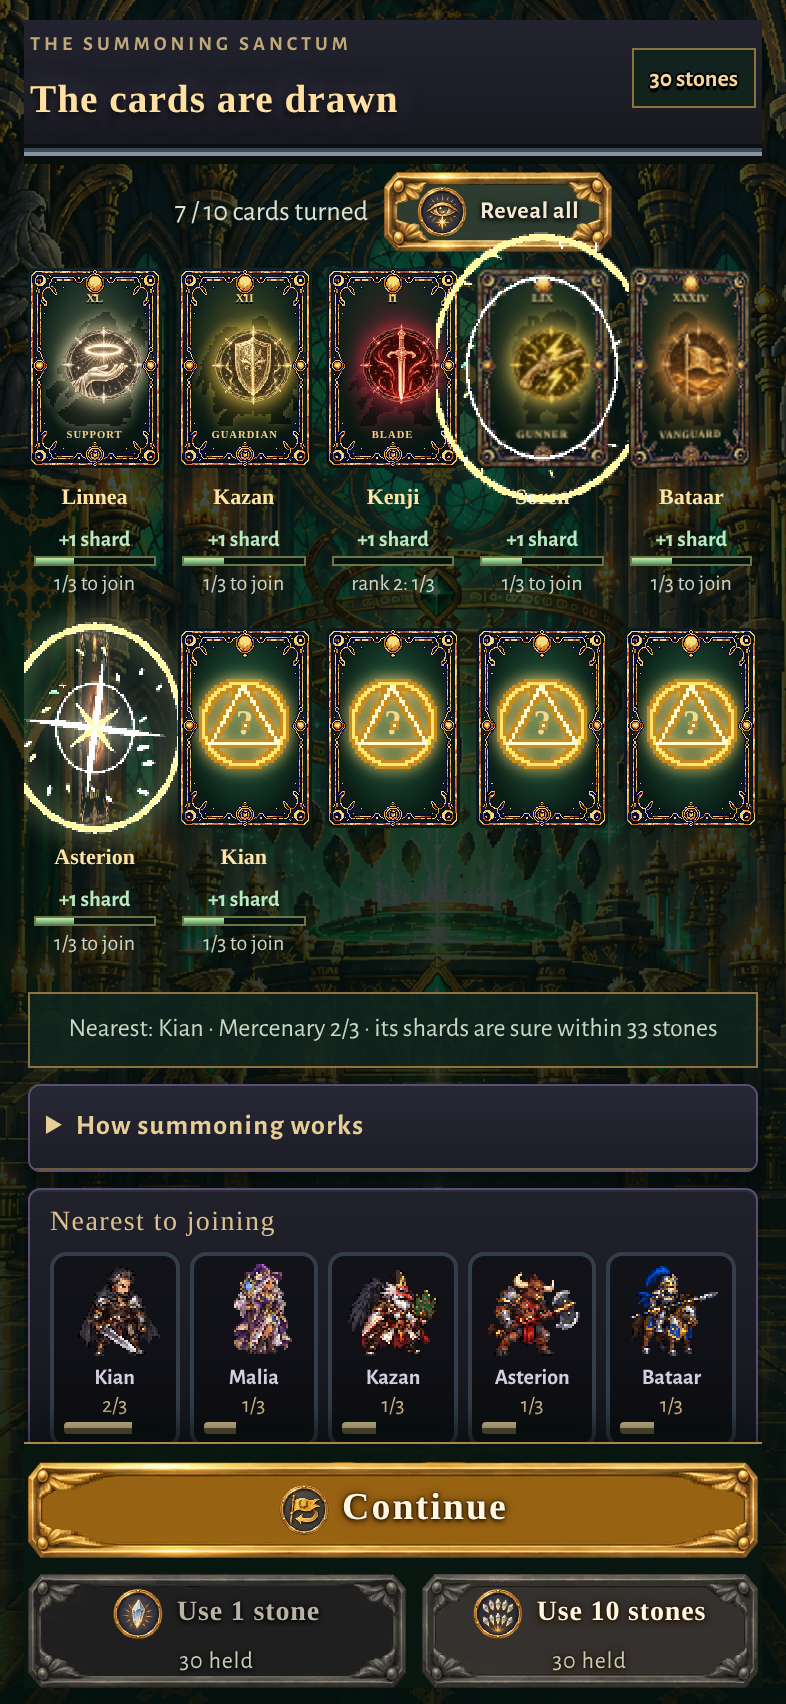 THE SUMMONING SANCTUM
The cards are drawn
30 stones
7 / 10 cards turned
Reveal all
XL
XII
II
LIX
XXXIV
SUPPORT
GUARDIAN
BLADE
GUNNER
VANGUARD
Linnea
Kazan
Kenji
Soren
Bataar
+1 shard
+1 shard
+1 shard
+1 shard
+1 shard
1/3 to join
1/3 to join
rank 2: 1/3
1/3 to join
1/3 to join
?
?
?
?
Asterion
Kian
+1 shard
+1 shard
1/3 to join
1/3 to join
Nearest: Kian · Mercenary 2/3 · its shards are sure within 33 stones
How summoning works
Nearest to joining
Kian
Malia
Kazan
Asterion
Bataar
2/3
1/3
1/3
1/3
1/3
Continue
Use 1 stone
30 held
Use 10 stones
30 held